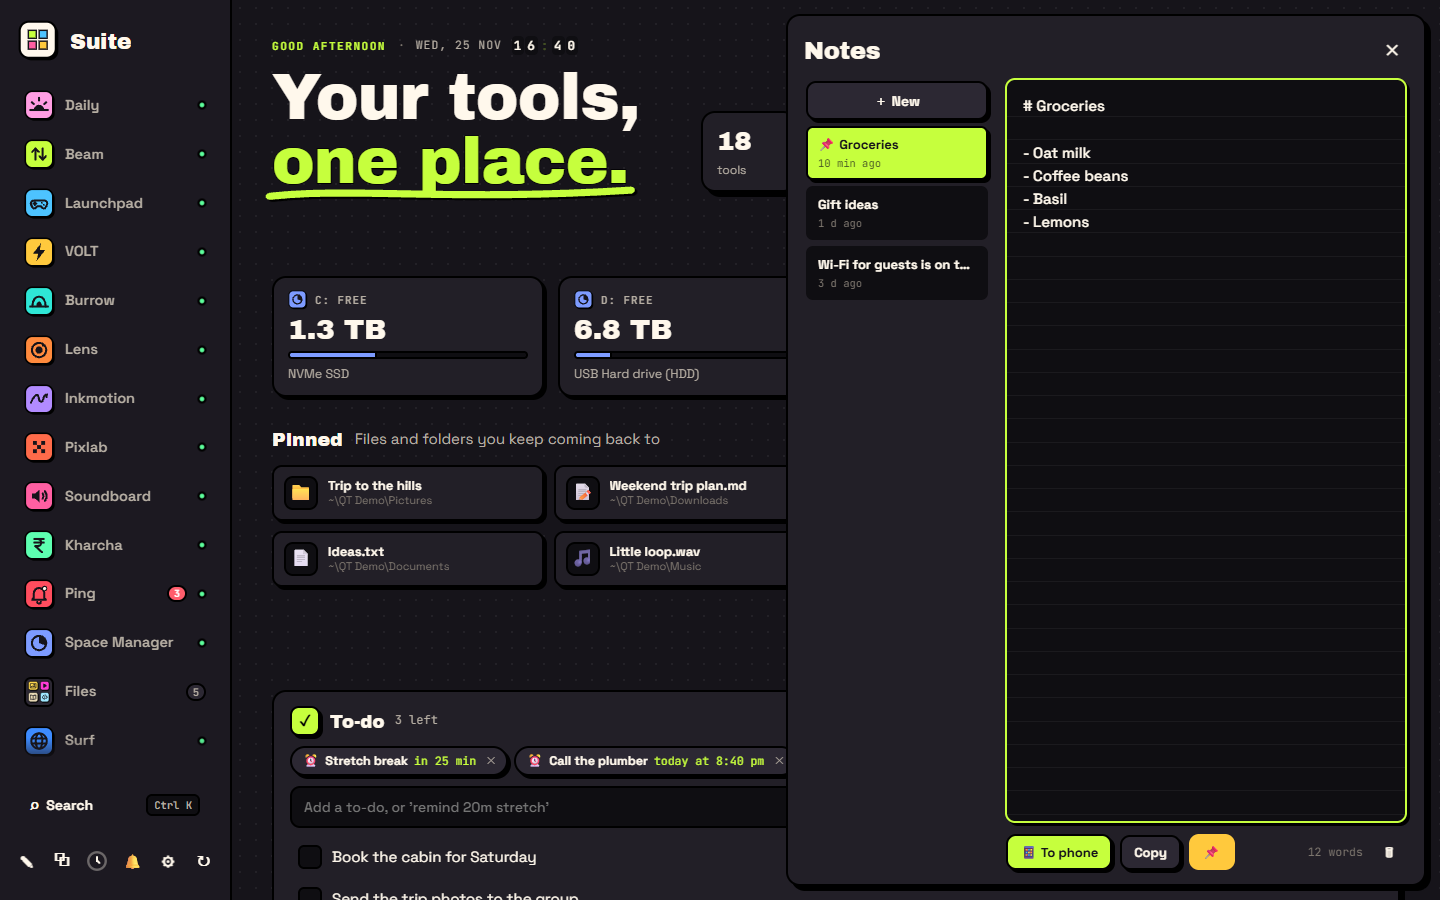 Suite
Daily
Beam
Launchpad
VOLT
Burrow
Lens
Inkmotion
Pixlab
Soundboard
Kharcha
Ping 3
Space Manager
Files 5
Surf
Search Ctrl K
GOOD AFTERNOON · WED, 25 NOV 16:40
Your tools,
one place.
18
tools
C: FREE
1.3 TB
NVMe SSD
D: FREE
6.8 TB
USB Hard drive (HDD)
Pinned Files and folders you keep coming back to
Trip to the hills
~\QT Demo\Pictures
Weekend trip plan.md
~\QT Demo\Downloads
Ideas.txt
~\QT Demo\Documents
Little loop.wav
~\QT Demo\Music
To-do 3 left
Stretch break in 25 min ×
Call the plumber today at 8:40 pm ×
Add a to-do, or 'remind 20m stretch'
Book the cabin for Saturday
Send the trip photos to the group
Notes
+ New
Groceries
10 min ago
Gift ideas
1 d ago
Wi-Fi for guests is on t...
3 d ago
# Groceries
- Oat milk
- Coffee beans
- Basil
- Lemons
To phone
Copy
12 words